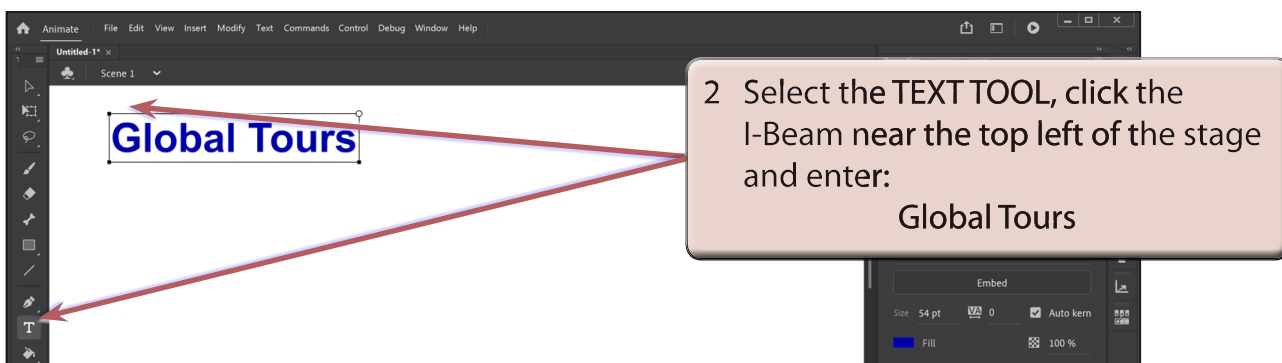 Animate File Edit View Insert Modify Text Commands Control Debug Window Help
Untitled-1* ×
Scene 1
Global Tours
2 Select the TEXT TOOL, click the
I-Beam near the top left of the stage
and enter:
Global Tours
Embed
Size 54 pt VA 0 Auto kern
Fill 100 %
T